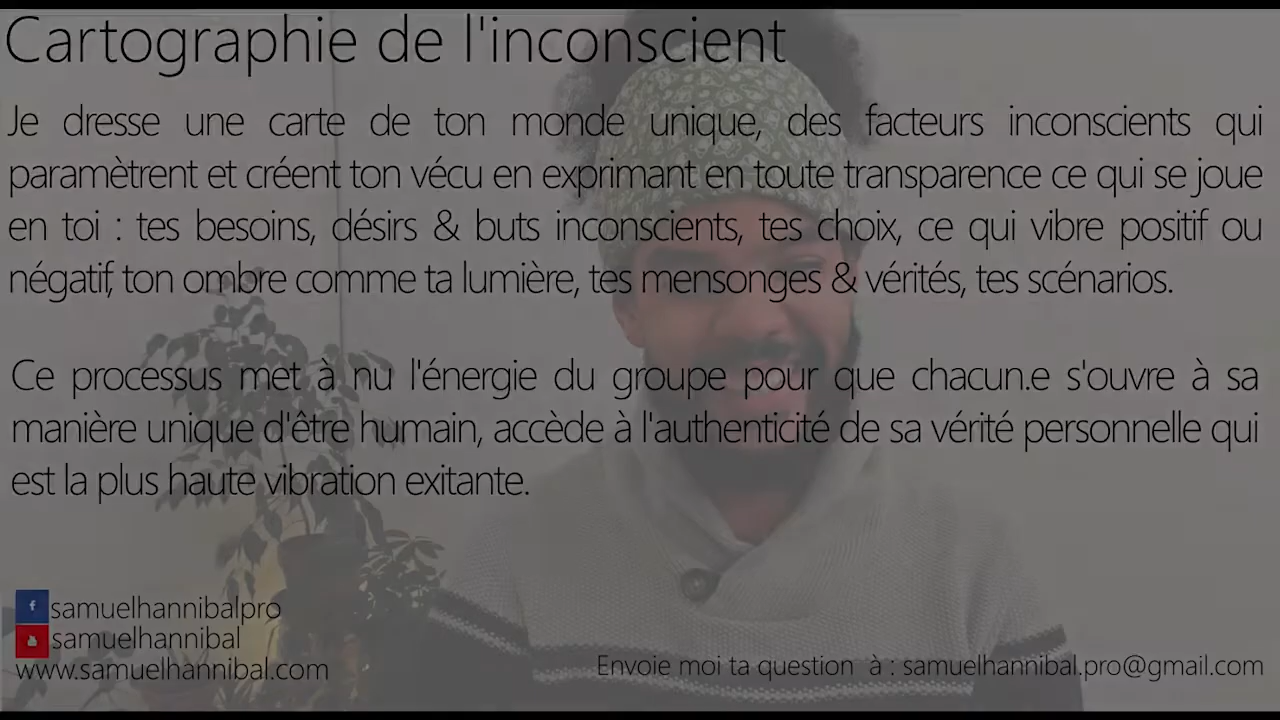 Cartographie de l'inconscient
Je dresse une carte de ton monde unique, des facteurs inconscients qui
paramètrent et créent ton vécu en exprimant en toute transparence ce qui se joue
en toi : tes besoins, désirs & buts inconscients, tes choix, ce qui vibre positif ou
négatif, ton ombre comme ta lumière, tes mensonges & vérités, tes scénarios.
Ce processus met à nu l'énergie du groupe pour que chacun.e s'ouvre à sa
manière unique d'être humain, accède à l'authenticité de sa vérité personnelle qui
est la plus haute vibration exitante.
samuelhannibalpro
samuelhannibal
www.samuelhannibal.com
Envoie moi ta question à : samuelhannibal.pro@gmail.com